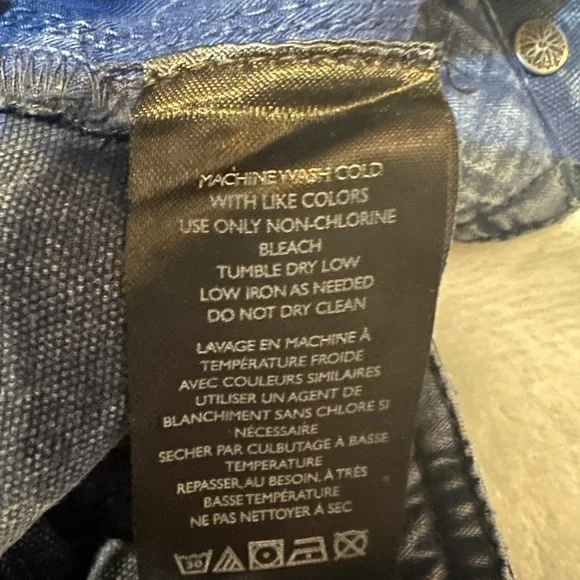 MACHINE WASH COLD
WITH LIKE COLORS
USE ONLY NON-CHLORINE
BLEACH
TUMBLE DRY LOW
LOW IRON AS NEEDED
DO NOT DRY CLEAN
LAVAGE EN MACHINE À
TEMPÉRATURE FROIDE
AVEC COULEURS SIMILAIRES
UTILISER UN AGENT DE
BLANCHIMENT SANS CHLORE SI
NÉCESSAIRE
SECHER PAR CULBUTAGE À BASSE
TEMPERATURE
REPASSER, AU BESOIN, À TRÈS
BASSE TEMPÉRATURE
NE PAS NETTOYER À SEC
30